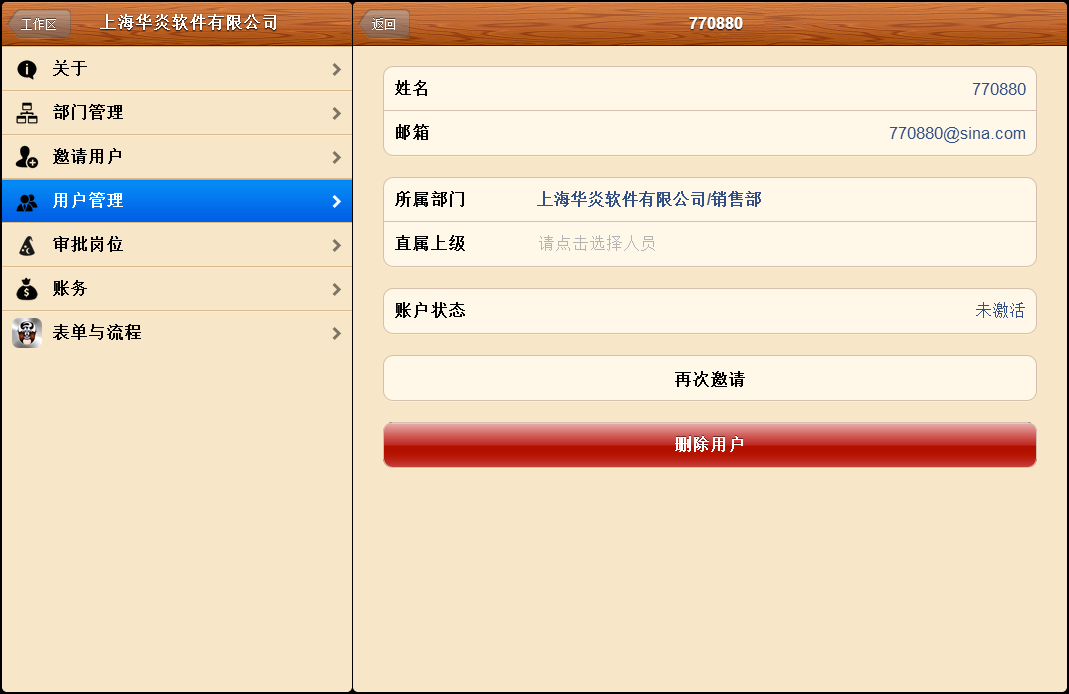 工作区
上海华炎软件有限公司
关于
部门管理
邀请用户
用户管理
审批岗位
账务
表单与流程
返回
770880
姓名 770880
邮箱 770880@sina.com
所属部门 上海华炎软件有限公司/销售部
直属上级 请点击选择人员
账户状态 未激活
再次邀请
删除用户